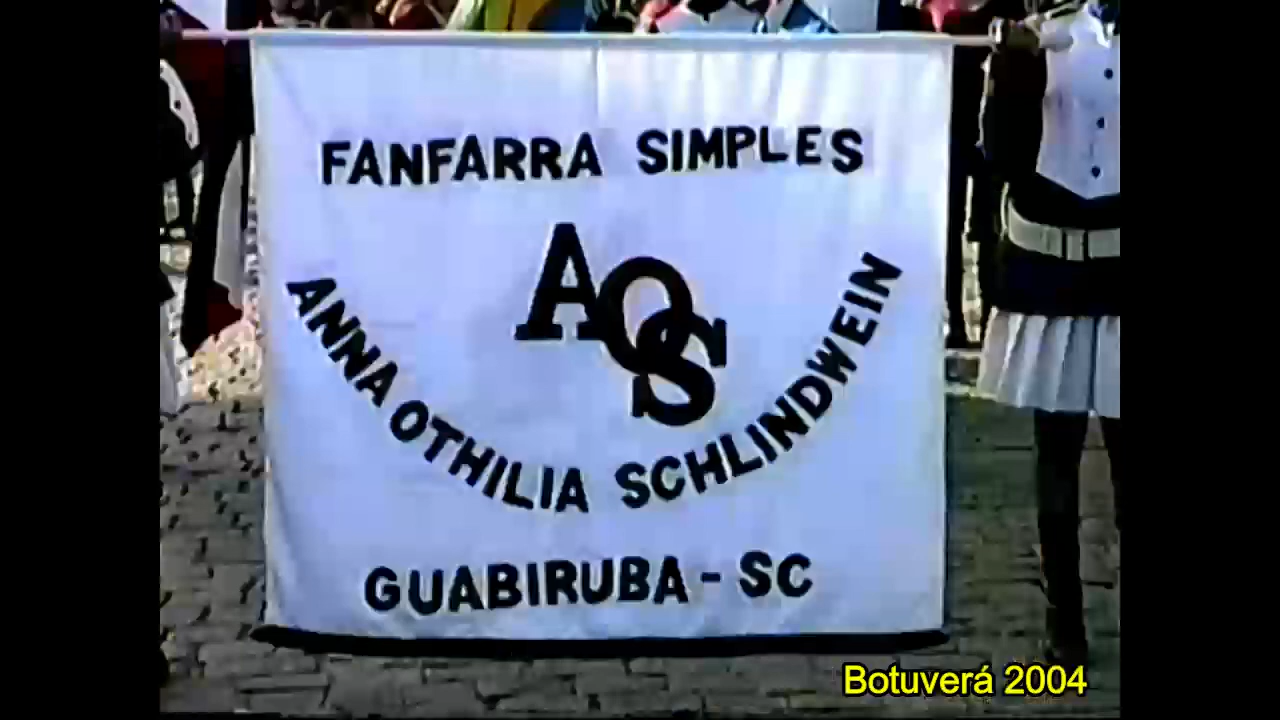 FANFARRA SIMPLES
AOS
ANNA OTHILIA SCHLINDWEIN
GUABIRUBA - SC
Botuverá 2004